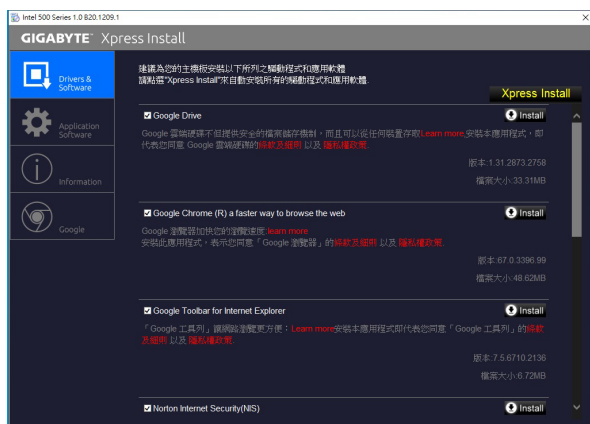 Intel 500 Series 1.0 B20.1209.1
GIGABYTE™ Xpress Install
Drivers & Software
Application Software
Information
Google
建議為您的主機板安裝以下所列之驅動程式和應用軟體
請點選"Xpress Install"來自動安裝所有的驅動程式和應用軟體.
Xpress Install
Google Drive
Install
Google 雲端硬碟不但提供安全的檔案儲存機制,而且可以從任何裝置存取Learn more.安裝本應用程式,即
代表您同意 Google 雲端硬碟的條款及細則 以及 隱私權政策.
版本:1.31.2873.2758
檔案大小:33.31MB
Google Chrome (R) a faster way to browse the web
Install
Google 瀏覽器加快您的瀏覽速度.learn more
安裝此應用程式,表示您同意「Google 瀏覽器」的條款及細則 以及 隱私權政策.
版本:67.0.3396.99
檔案大小:48.62MB
Google Toolbar for Internet Explorer
Install
「Google 工具列」讓網路瀏覽更方便:Learn more安裝本應用程式即代表您同意「Google 工具列」的條款
及細則 以及 隱私權政策.
版本:7.5.6710.2136
檔案大小:6.72MB
Norton Internet Security(NIS)
Install